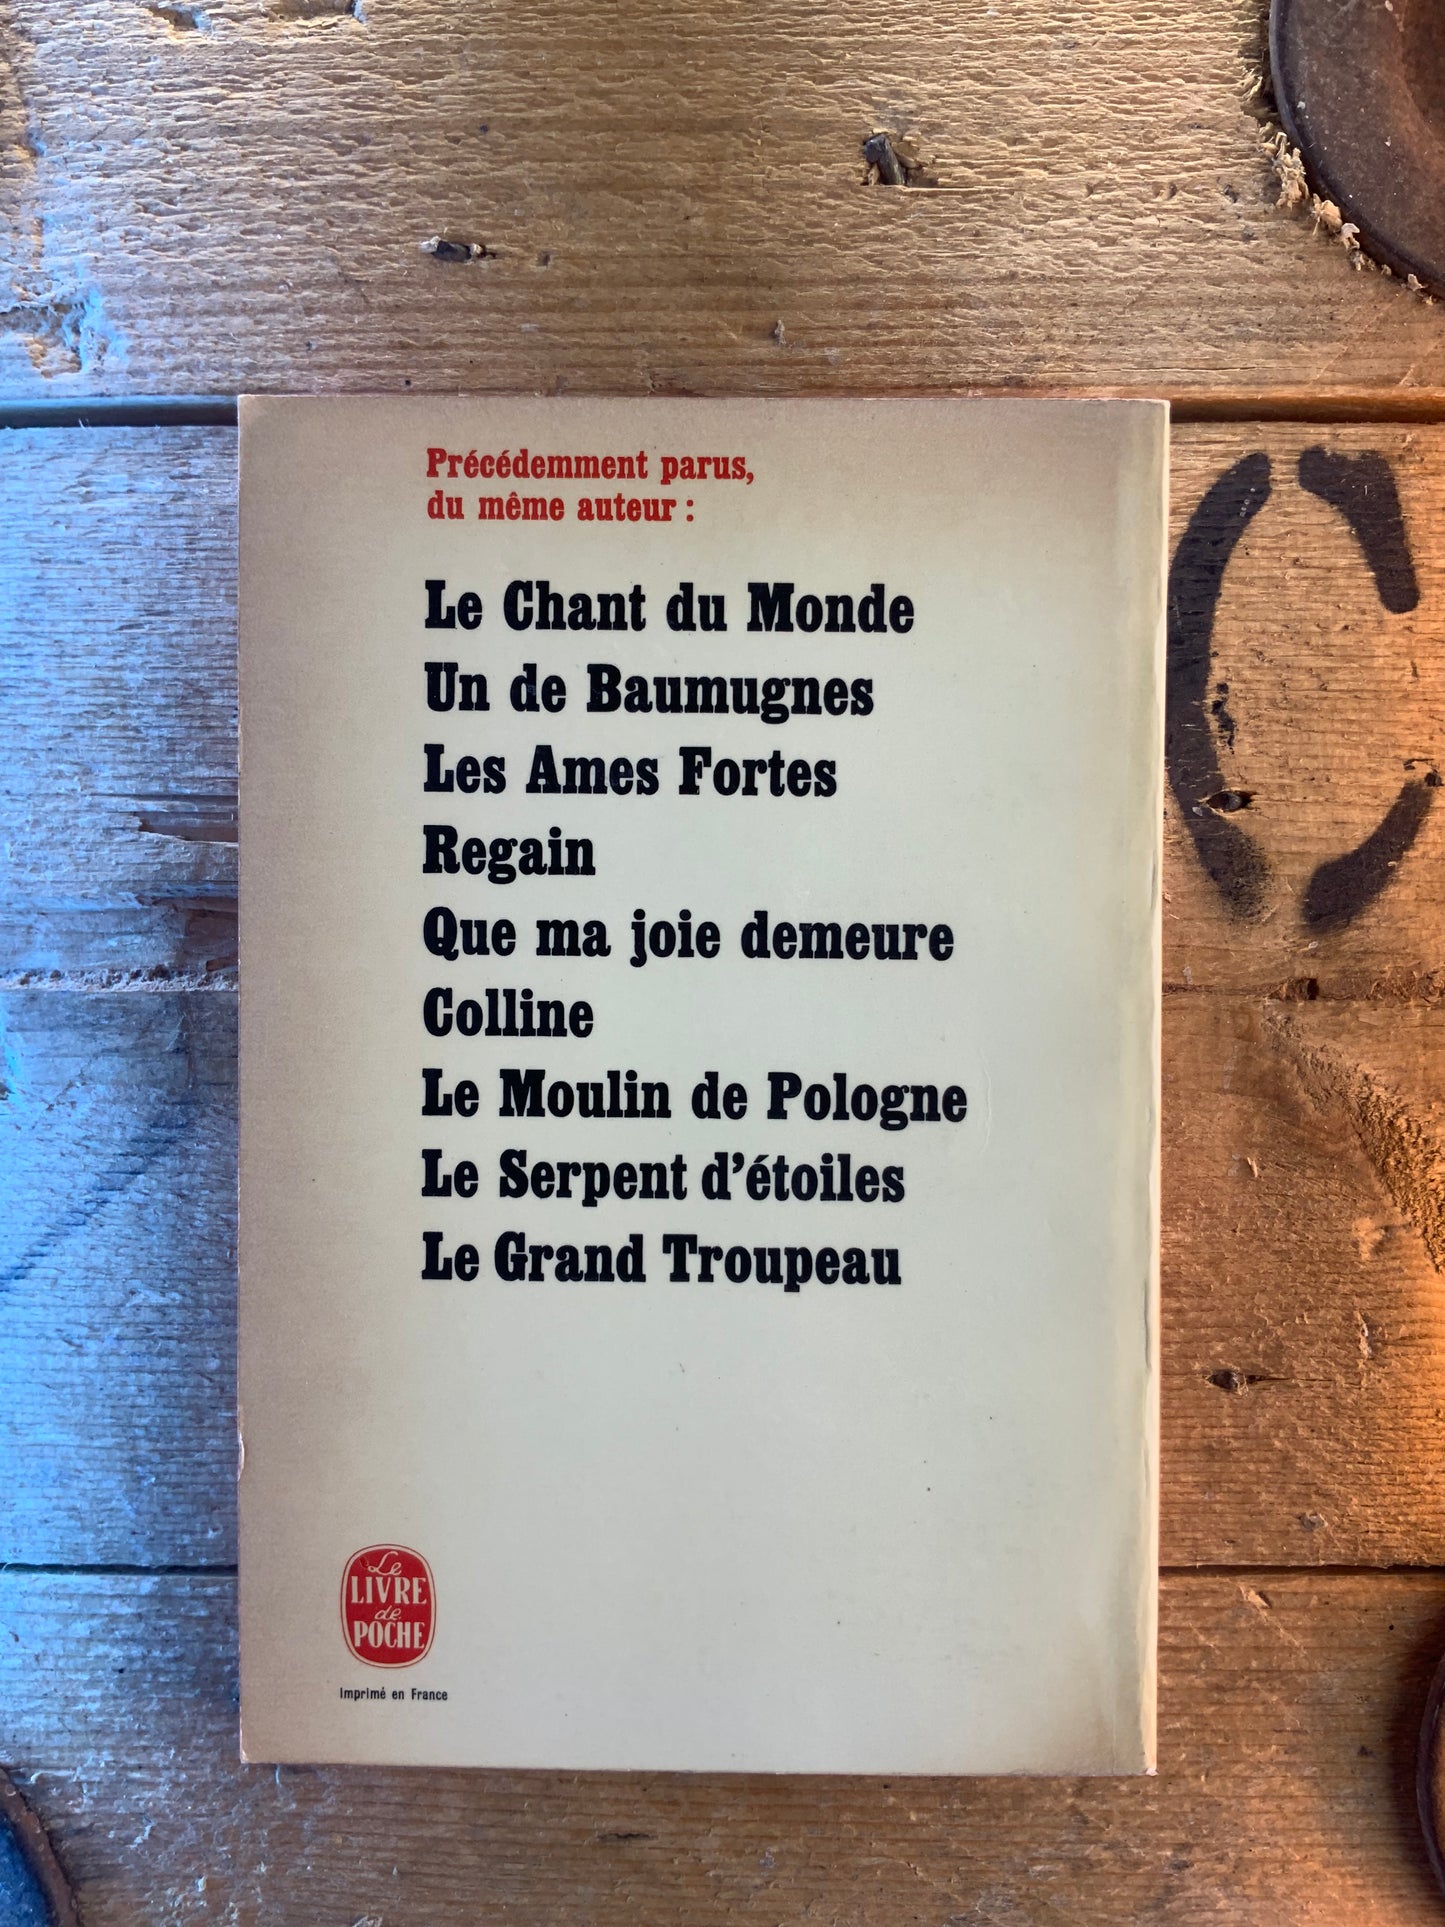 Précédemment parus,
du même auteur :
Le Chant du Monde
Un de Baumugnes
Les Ames Fortes
Regain
Que ma joie demeure
Colline
Le Moulin de Pologne
Le Serpent d'étoiles
Le Grand Troupeau
Le
LIVRE
de
POCHE
Imprimé en France